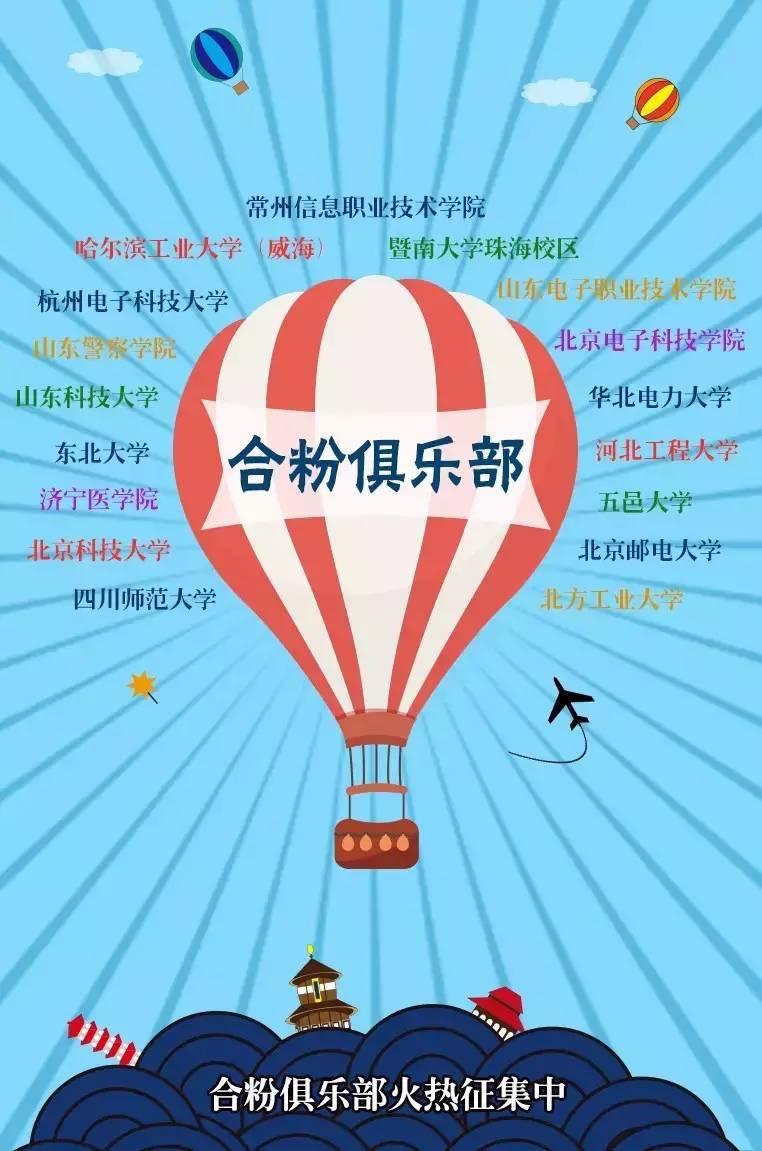 常州信息职业技术学院
哈尔滨工业大学（威海）
暨南大学珠海校区
杭州电子科技大学
山东电子职业技术学院
山东警察学院
北京电子科技学院
山东科技大学
华北电力大学
东北大学
河北工程大学
合粉俱乐部
济宁医学院
五邑大学
北京科技大学
北京邮电大学
四川师范大学
北方工业大学
合粉俱乐部火热征集中